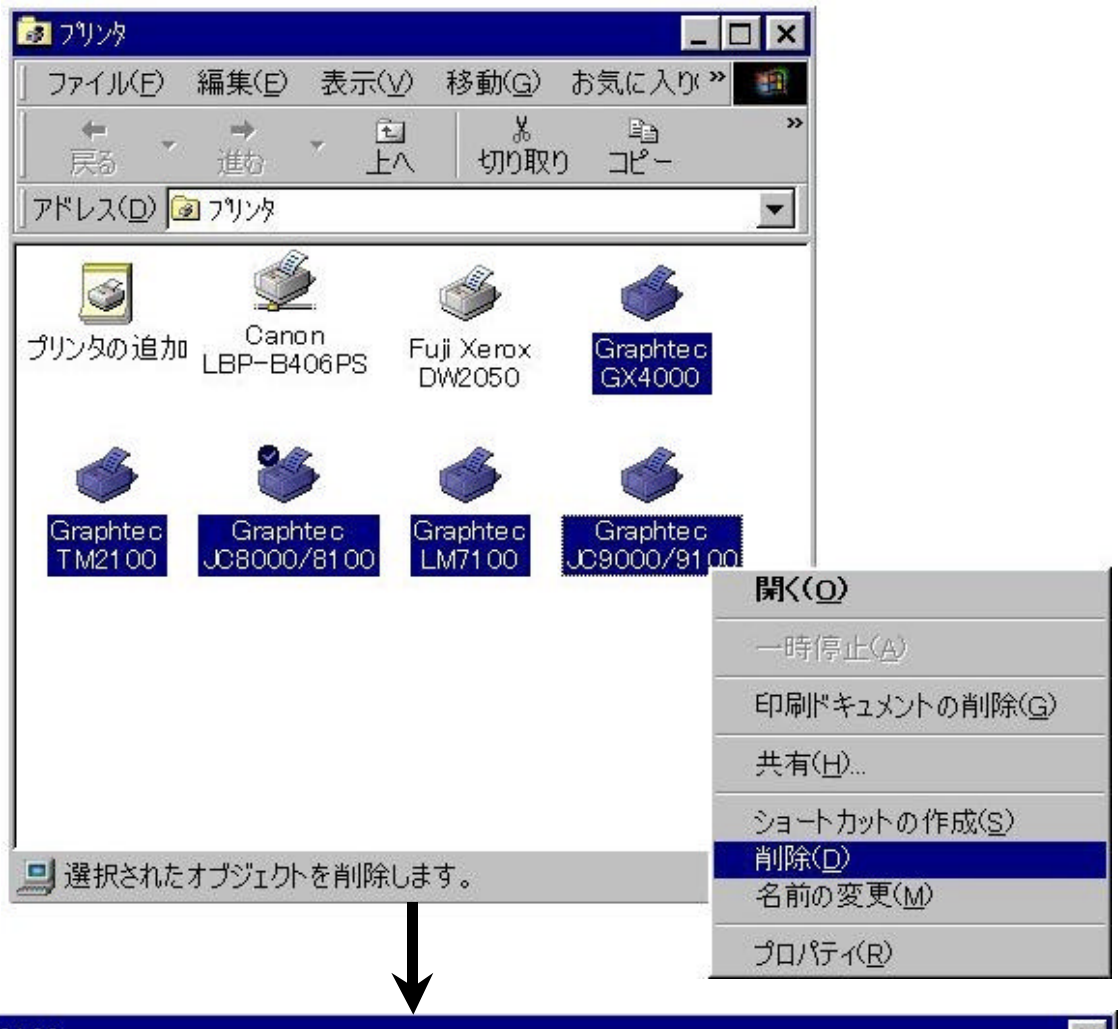 プリンタ
ファイル(F) 編集(E) 表示(V) 移動(G) お気に入り( »
戻る 進む 上へ 切り取り コピー »
アドレス(D) プリンタ
プリンタの追加
Canon
LBP-B406PS
Fuji Xerox
DW2050
Graphtec
GX4000
Graphtec
TM2100
Graphtec
JC8000/8100
Graphtec
LM7100
Graphtec
JC9000/9100
開く(O)
一時停止(A)
印刷ドキュメントの削除(G)
共有(H)...
ショートカットの作成(S)
削除(D)
名前の変更(M)
プロパティ(R)
選択されたオブジェクトを削除します。